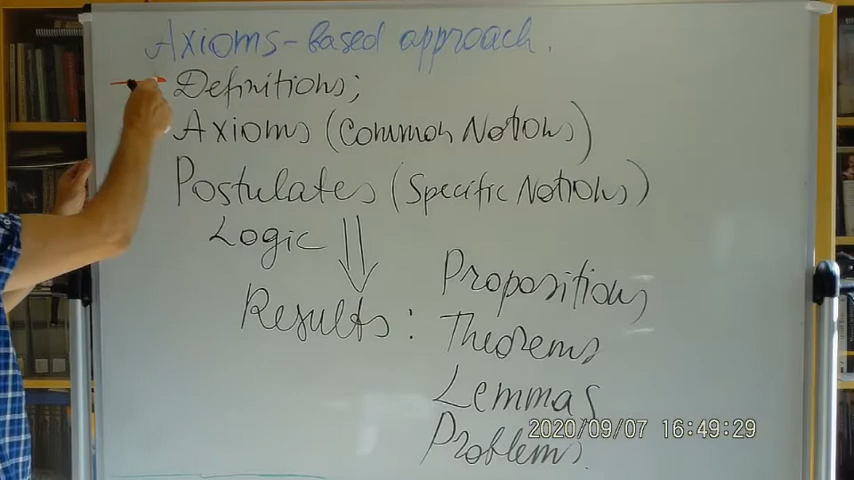 Axioms-based approach.
Definitions;
Axioms (Common Notions)
Postulates (Specific Notions)
Logic
Results: Propositions
Theorems
Lemmas
Problems.
2020/09/07 16:49:29